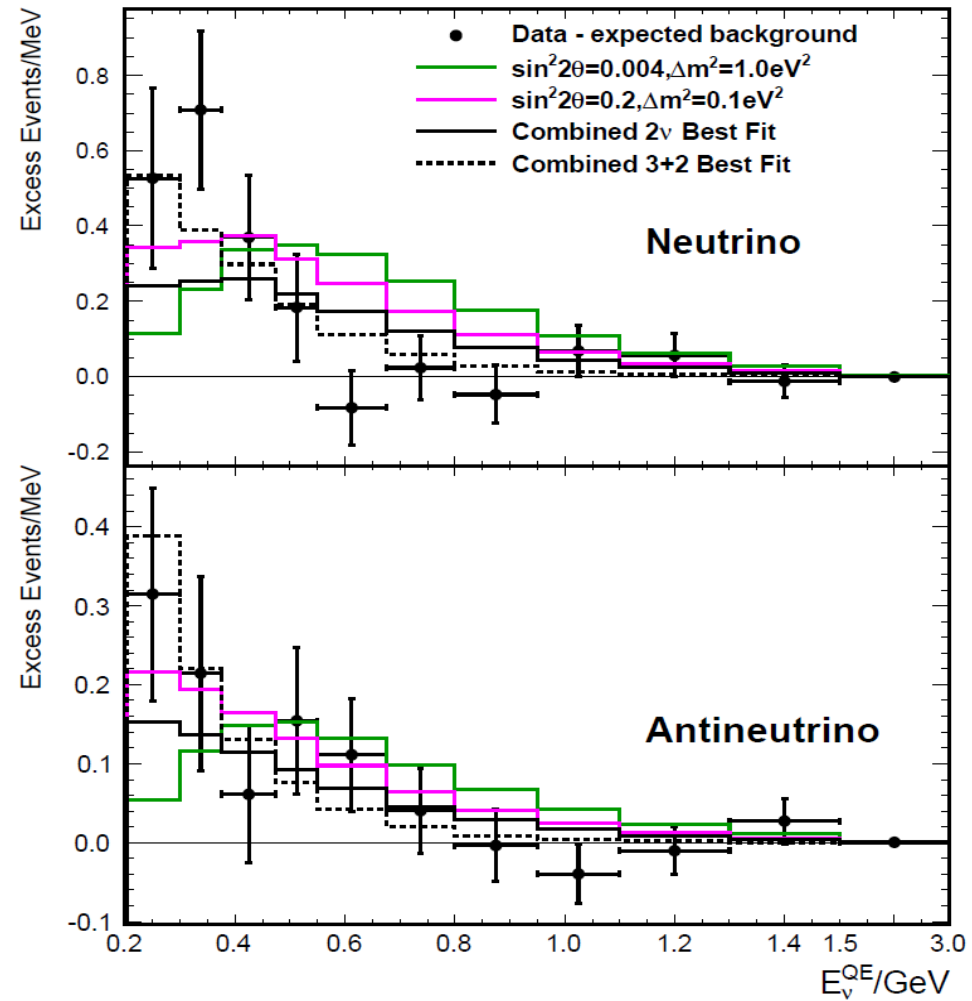 Excess Events/MeV
0.8
0.6
0.4
0.2
0.0
-0.2
Data - expected background
sin²2θ=0.004,Δm²=1.0eV²
sin²2θ=0.2,Δm²=0.1eV²
Combined 2ν Best Fit
Combined 3+2 Best Fit
Neutrino
Excess Events/MeV
0.4
0.3
0.2
0.1
0.0
-0.1
Antineutrino
0.2 0.4 0.6 0.8 1.0 1.2 1.4 1.5 3.0
E_ν^QE/GeV